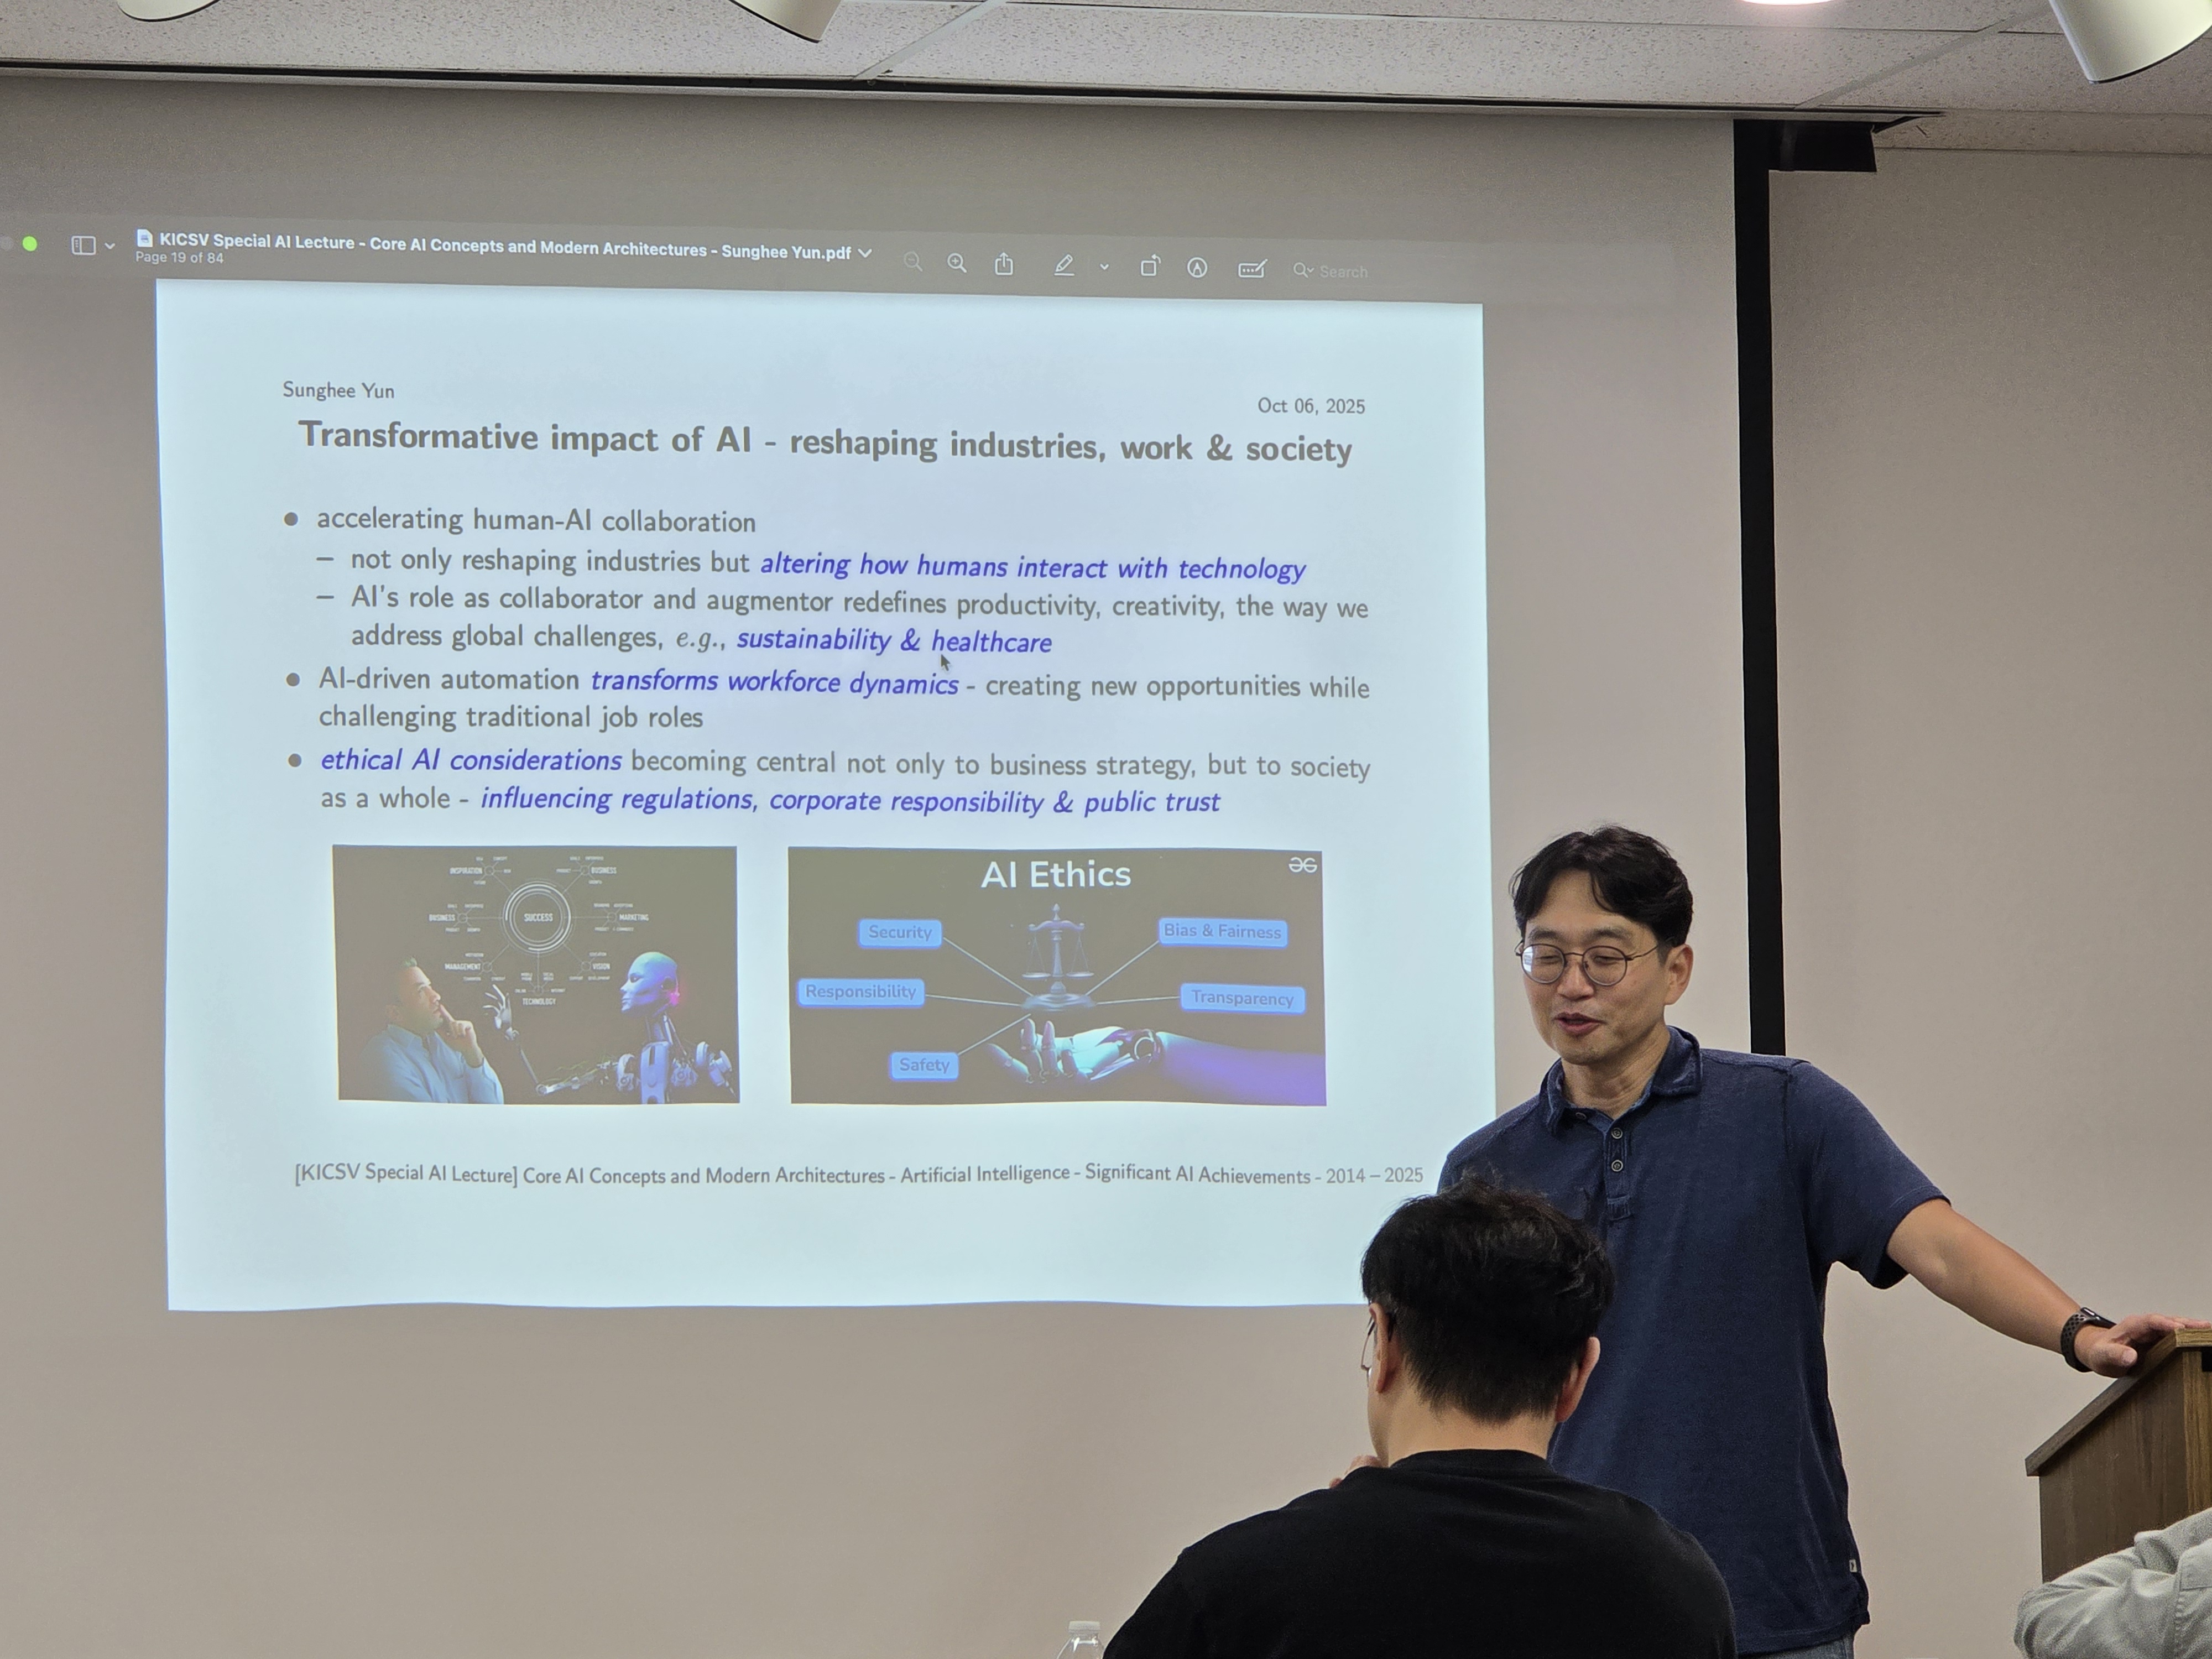 KICSV Special AI Lecture - Core AI Concepts and Modern Architectures - Sunghee Yun.pdf
Page 19 of 84
Search
Sunghee Yun
Oct 06, 2025
Transformative impact of AI - reshaping industries, work & society
● accelerating human-AI collaboration
– not only reshaping industries but altering how humans interact with technology
– AI's role as collaborator and augmentor redefines productivity, creativity, the way we
address global challenges, e.g., sustainability & healthcare
● AI-driven automation transforms workforce dynamics - creating new opportunities while
challenging traditional job roles
● ethical AI considerations becoming central not only to business strategy, but to society
as a whole - influencing regulations, corporate responsibility & public trust
INSPIRATION
BUSINESS
BUSINESS
SUCCESS
MARKETING
MANAGEMENT
VISION
TECHNOLOGY
AI Ethics
Security
Bias & Fairness
Responsibility
Transparency
Safety
[KICSV Special AI Lecture] Core AI Concepts and Modern Architectures - Artificial Intelligence - Significant AI Achievements - 2014 – 2025